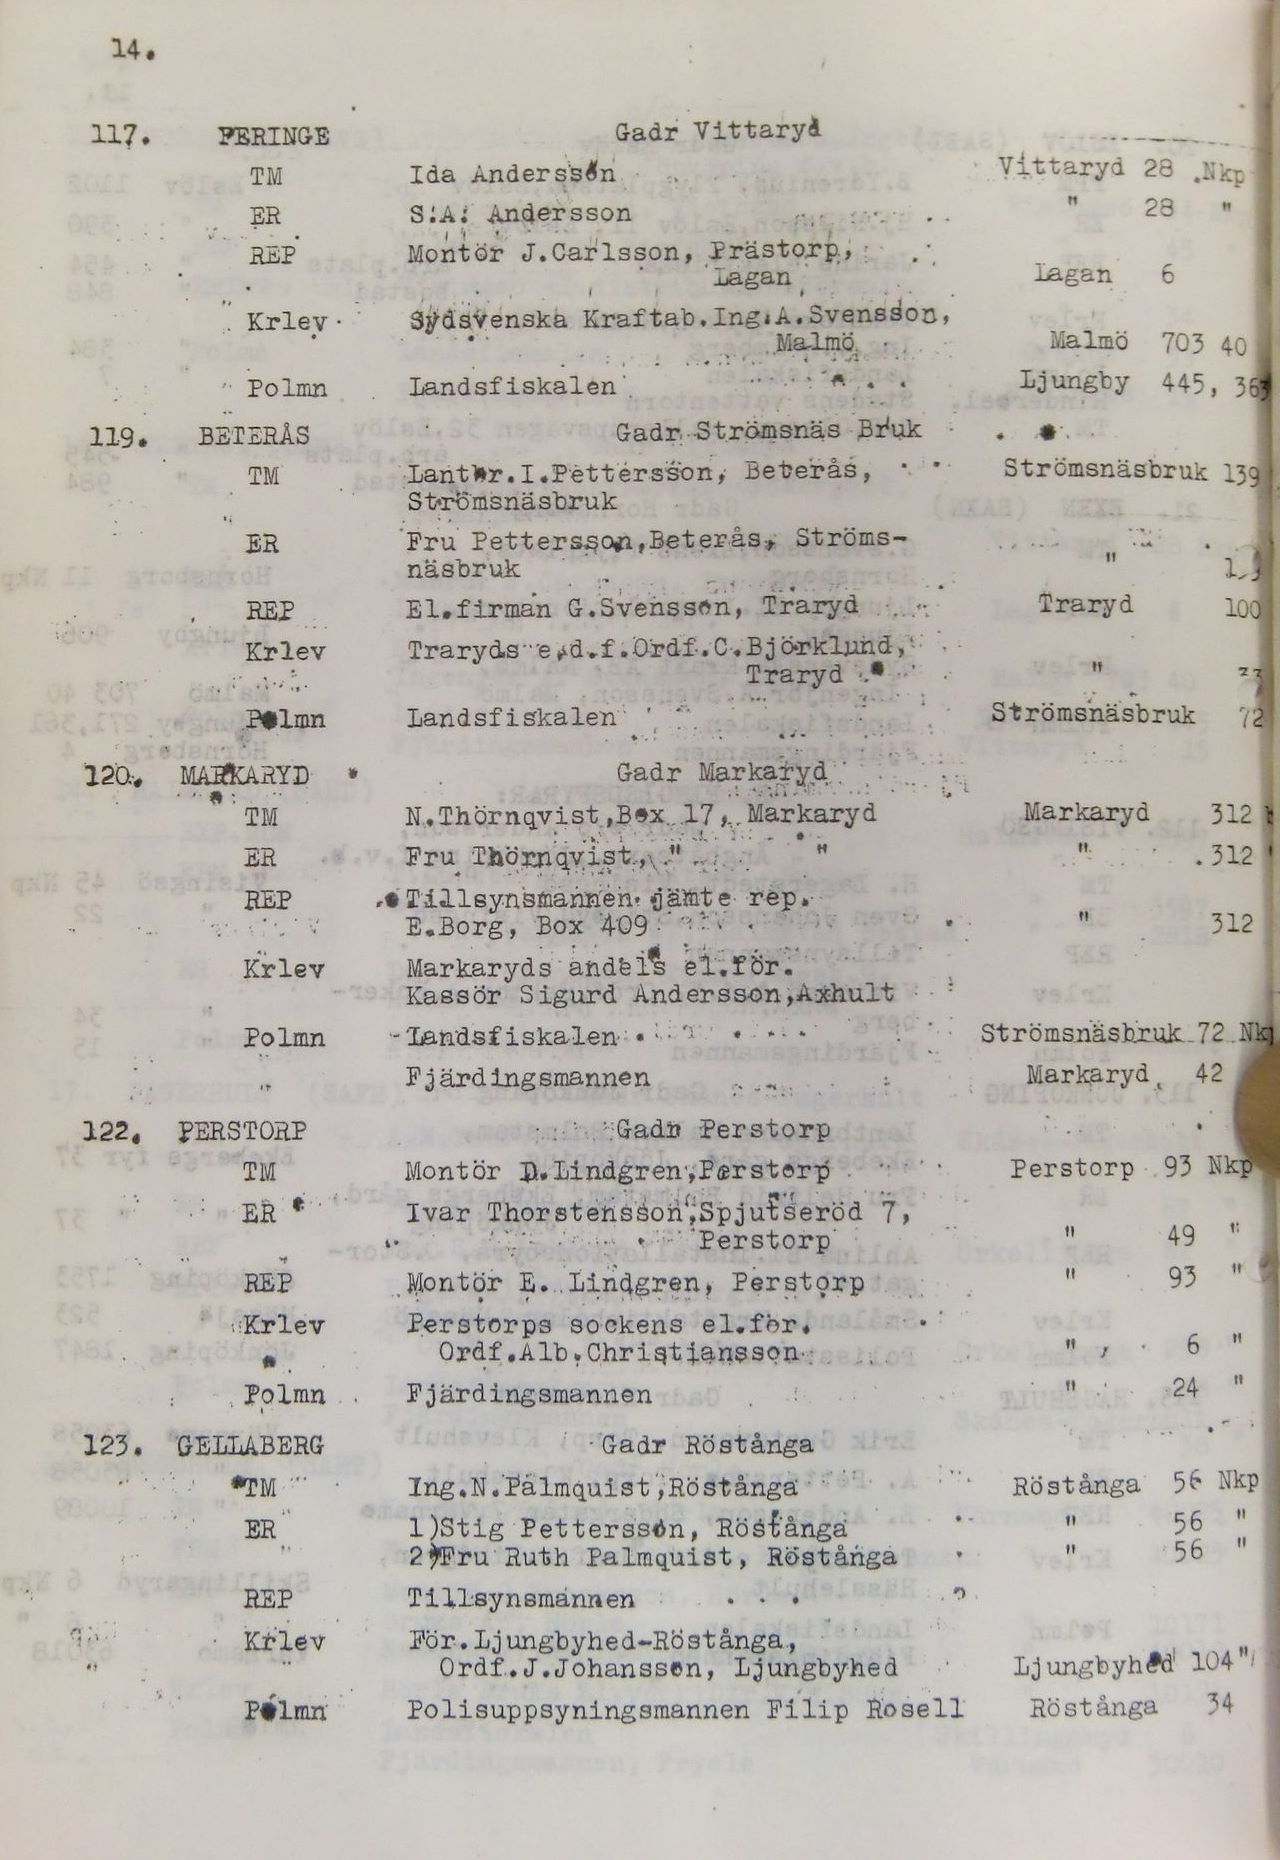 14.
117. FERINGE Gadr Vittaryd
TM Ida Andersson Vittaryd 28 Nkp
ER S.A. Andersson " 28 "
REP Montör J.Carlsson, Prästorp,
Lagan Lagan 6
Krlev Sydsvenska Kraftab.Ing.A.Svensson,
Malmö Malmö 703 40
Polmn Landsfiskalen Ljungby 445, 363
119. BETERÅS Gadr Strömsnäs Bruk
TM Lantbr.I.Pettersson, Beterås, Strömsnäsbruk 139
Strömsnäsbruk
ER Fru Pettersson,Beterås, Ströms-
näsbruk "
REP El.firman G.Svensson, Traryd Traryd 100
Krlev Traryds e.d.f.Ordf.C.Björklund,
Traryd "
Polmn Landsfiskalen Strömsnäsbruk 72
120. MARKARYD Gadr Markaryd
TM N.Thörnqvist,Box 17, Markaryd Markaryd 312
ER Fru Thörnqvist, " " " 312 "
REP Tillsynsmannen jämte rep.
E.Borg, Box 409 " 312
Krlev Markaryds andels el.för.
Kassör Sigurd Andersson,Axhult
Polmn Landsfiskalen Strömsnäsbruk 72 Nkp
Fjärdingsmannen Markaryd 42
122. PERSTORP Gadr Perstorp
TM Montör D.Lindgren,Perstorp Perstorp 93 Nkp
ER Ivar Thorstensson,Spjutseröd 7,
Perstorp " 49 "
REP Montör E. Lindgren, Perstorp " 93 "
Krlev Perstorps sockens el.för.
Ordf.Alb.Christiansson " 6 "
Polmn Fjärdingsmannen " 24 "
123. GELLABERG Gadr Röstånga
TM Ing.N.Palmquist,Röstånga Röstånga 56 Nkp
ER 1)Stig Pettersson, Röstånga " 56 "
2)Fru Ruth Palmquist, Röstånga " 56 "
REP Tillsynsmannen
Krlev För.Ljungbyhed-Röstånga,
Ordf.J.Johansson, Ljungbyhed Ljungbyhed 104 "
Polmn Polisuppsyningsmannen Filip Rosell Röstånga 34